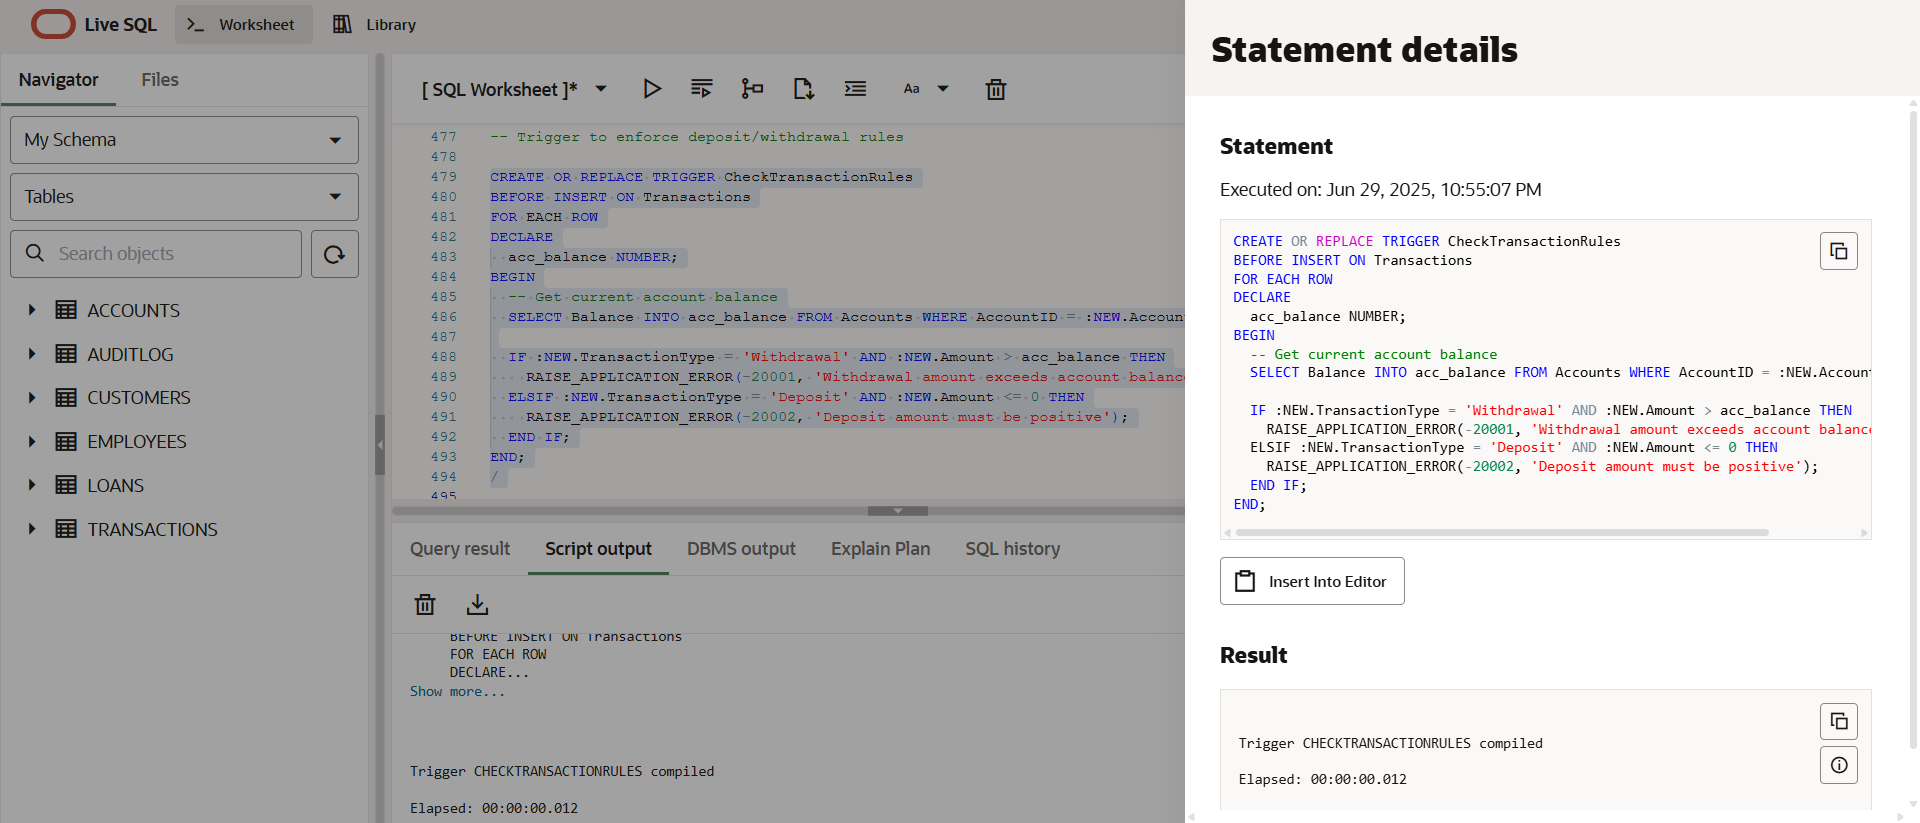 Live SQL
Worksheet
Library
Navigator
Files
My Schema
Tables
Search objects
ACCOUNTS
AUDITLOG
CUSTOMERS
EMPLOYEES
LOANS
TRANSACTIONS
[ SQL Worksheet ]*
Aa
477 -- Trigger to enforce deposit/withdrawal rules
478
479 CREATE OR REPLACE TRIGGER CheckTransactionRules
480 BEFORE INSERT ON Transactions
481 FOR EACH ROW
482 DECLARE
483 acc_balance NUMBER;
484 BEGIN
485 -- Get current account balance
486 SELECT Balance INTO acc_balance FROM Accounts WHERE AccountID = :NEW.Accoun
487
488 IF :NEW.TransactionType = 'Withdrawal' AND :NEW.Amount > acc_balance THEN
489 RAISE_APPLICATION_ERROR(-20001, 'Withdrawal amount exceeds account balanc
490 ELSIF :NEW.TransactionType = 'Deposit' AND :NEW.Amount <= 0 THEN
491 RAISE_APPLICATION_ERROR(-20002, 'Deposit amount must be positive');
492 END IF;
493 END;
494 /
495
Query result
Script output
DBMS output
Explain Plan
SQL history
BEFORE INSERT ON Transactions
FOR EACH ROW
DECLARE...
Show more...
Trigger CHECKTRANSACTIONRULES compiled
Elapsed: 00:00:00.012
Statement details
Statement
Executed on: Jun 29, 2025, 10:55:07 PM
CREATE OR REPLACE TRIGGER CheckTransactionRules
BEFORE INSERT ON Transactions
FOR EACH ROW
DECLARE
acc_balance NUMBER;
BEGIN
-- Get current account balance
SELECT Balance INTO acc_balance FROM Accounts WHERE AccountID = :NEW.Accoun
IF :NEW.TransactionType = 'Withdrawal' AND :NEW.Amount > acc_balance THEN
RAISE_APPLICATION_ERROR(-20001, 'Withdrawal amount exceeds account balanc
ELSIF :NEW.TransactionType = 'Deposit' AND :NEW.Amount <= 0 THEN
RAISE_APPLICATION_ERROR(-20002, 'Deposit amount must be positive');
END IF;
END;
Insert Into Editor
Result
Trigger CHECKTRANSACTIONRULES compiled
Elapsed: 00:00:00.012